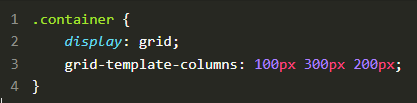 1 .container {
2     display: grid;
3     grid-template-columns: 100px 300px 200px;
4 }